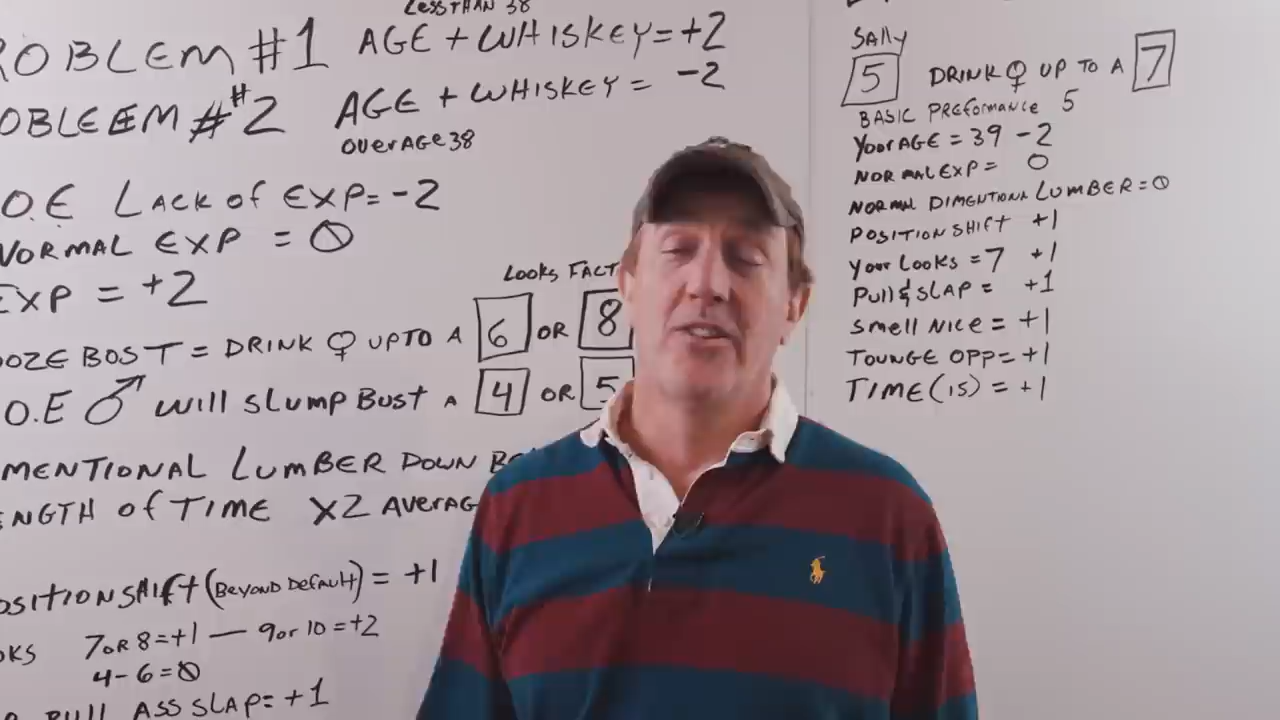 LESS THAN 38
ROBLEM #1 AGE + WHISKEY = +2
OBLEEM ## 2 AGE + WHISKEY = -2
OVER AGE 38
O.E LACK OF EXP = -2
NORMAL EXP = 0
EXP = +2
LOOKS FACT
OOZE BOST = DRINK ♀ UP TO A 6 OR 8
O.E ♂ WILL SLUMP BUST A 4 OR 5
MENTIONAL LUMBER DOWN
ENGTH OF TIME X2 AVERAG
OSITION SHIFT (BEYOND DEFAULT) = +1
OKS 7 OR 8 = +1 — 9 OR 10 = +2
4 - 6 = 0
PULL ASS SLAP = +1
SALLY
5 DRINK ♀ UP TO A 7
BASIC PREFORMANCE 5
YOUR AGE = 39 -2
NORMAL EXP = 0
NORMAL DIMENTIONAL LUMBER = 0
POSITION SHIFT +1
YOUR LOOKS = 7 +1
PULL & SLAP = +1
SMELL NICE = +1
TOUNGE OPP = +1
TIME (15) = +1